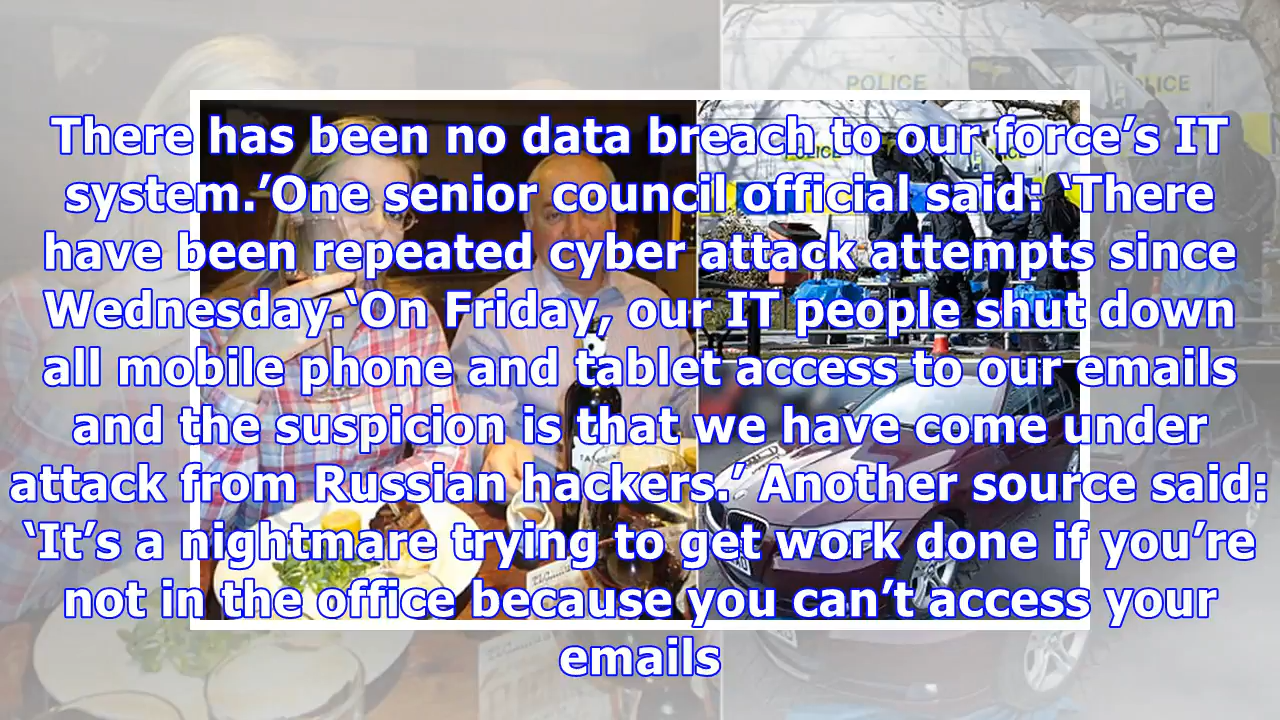 POLICE
POLICE
There has been no data breach to our force’s IT
system.’One senior council official said: ‘There
have been repeated cyber attack attempts since
Wednesday.‘On Friday, our IT people shut down
all mobile phone and tablet access to our emails
and the suspicion is that we have come under
attack from Russian hackers.’ Another source said:
‘It’s a nightmare trying to get work done if you’re
not in the office because you can’t access your
emails